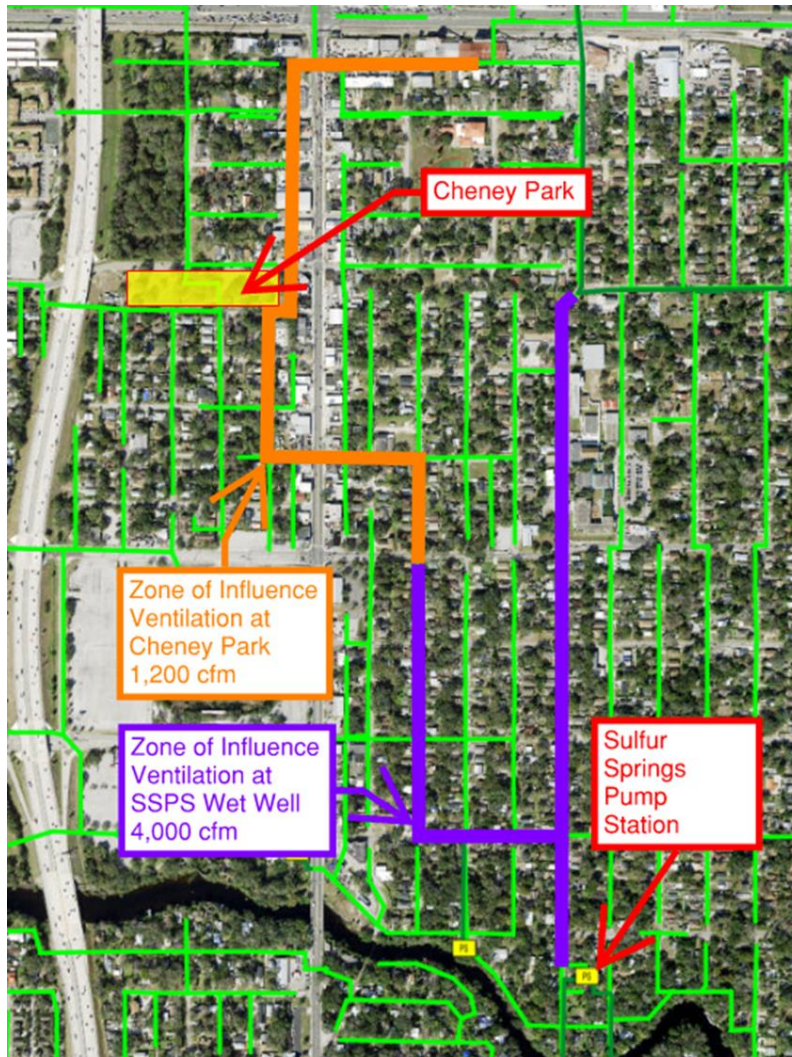 Cheney Park
Zone of Influence
Ventilation at
Cheney Park
1,200 cfm
Zone of Influence
Ventilation at
SSPS Wet Well
4,000 cfm
Sulfur
Springs
Pump
Station
PS
PS